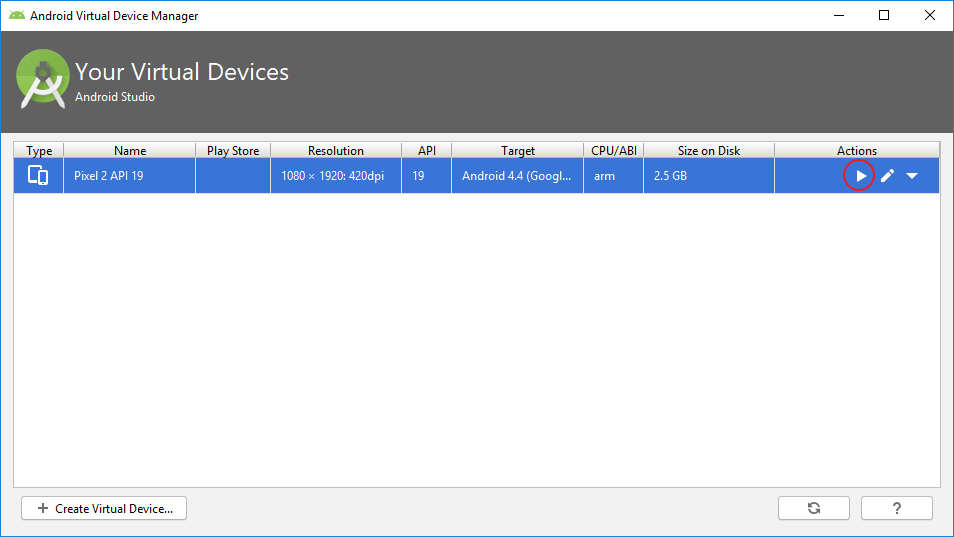 Android Virtual Device Manager
Your Virtual Devices
Android Studio
Type Name Play Store Resolution API Target CPU/ABI Size on Disk Actions
Pixel 2 API 19 1080 × 1920: 420dpi 19 Android 4.4 (Googl... arm 2.5 GB
+ Create Virtual Device... ?